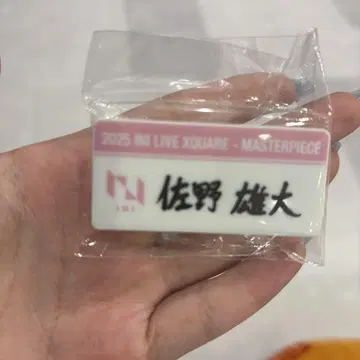 2025 INI LIVE XQUARE - MASTERPIECE
INI
佐野 雄大